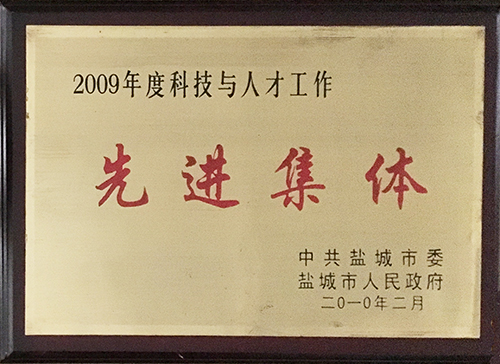 2009年度科技与人才工作
先进集体
中共盐城市委
盐城市人民政府
二〇一〇年二月